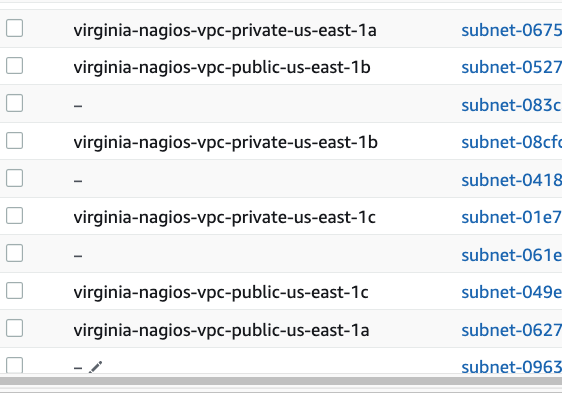 virginia-nagios-vpc-private-us-east-1a subnet-0675
virginia-nagios-vpc-public-us-east-1b subnet-0527
– subnet-083c
virginia-nagios-vpc-private-us-east-1b subnet-08cfc
– subnet-0418
virginia-nagios-vpc-private-us-east-1c subnet-01e7
– subnet-061e
virginia-nagios-vpc-public-us-east-1c subnet-049e
virginia-nagios-vpc-public-us-east-1a subnet-0627
– subnet-0963